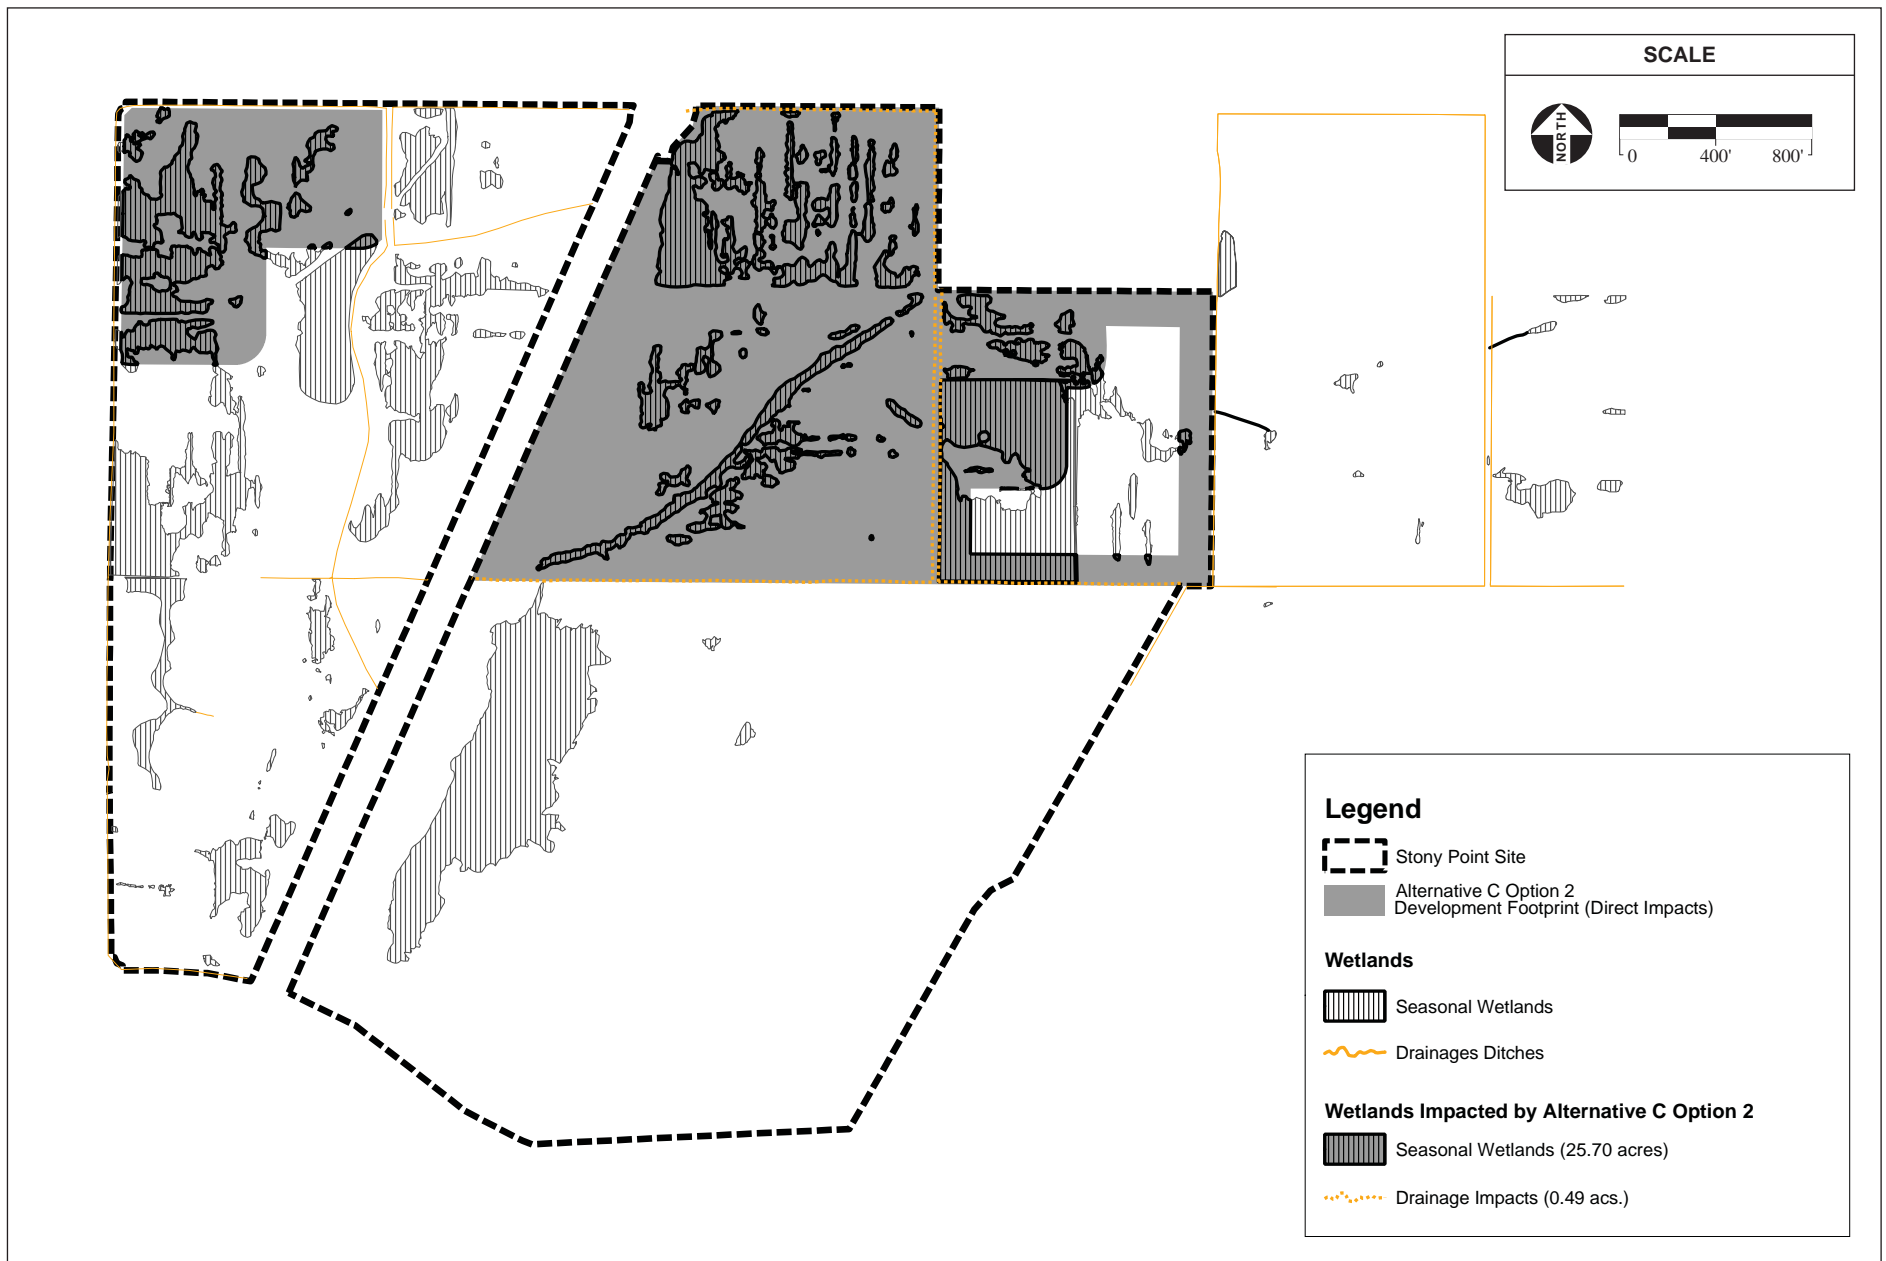 SCALE
NORTH
0 400' 800'
Legend
Stony Point Site
Alternative C Option 2
Development Footprint (Direct Impacts)
Wetlands
Seasonal Wetlands
Drainages Ditches
Wetlands Impacted by Alternative C Option 2
Seasonal Wetlands (25.70 acres)
Drainage Impacts (0.49 acs.)